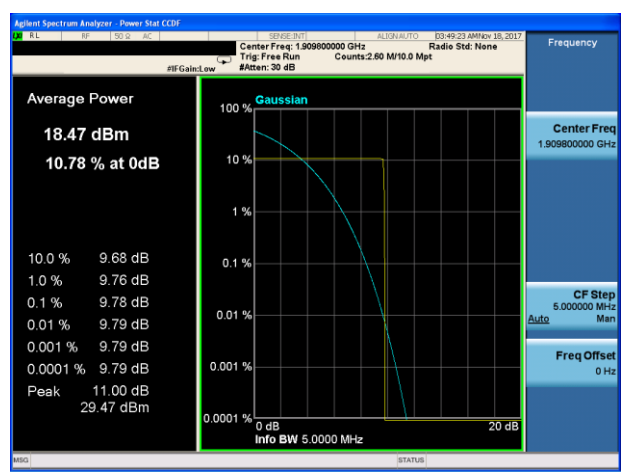 Agilent Spectrum Analyzer - Power Stat CCDF
RL RF 50 Ω AC SENSE:INT ALIGN AUTO 03:49:23 AM Nov 18, 2017
Center Freq: 1.909800000 GHz Radio Std: None
Trig: Free Run Counts:2.60 M/10.0 Mpt
#IFGain:Low #Atten: 30 dB
Frequency
Average Power
18.47 dBm
10.78 % at 0dB
10.0 % 9.68 dB
1.0 % 9.76 dB
0.1 % 9.78 dB
0.01 % 9.79 dB
0.001 % 9.79 dB
0.0001 % 9.79 dB
Peak 11.00 dB
29.47 dBm
Gaussian
100 %
10 %
1 %
0.1 %
0.01 %
0.001 %
0.0001 %
0 dB 20 dB
Info BW 5.0000 MHz
Center Freq
1.909800000 GHz
CF Step
5.000000 MHz
Auto Man
Freq Offset
0 Hz
MSG STATUS